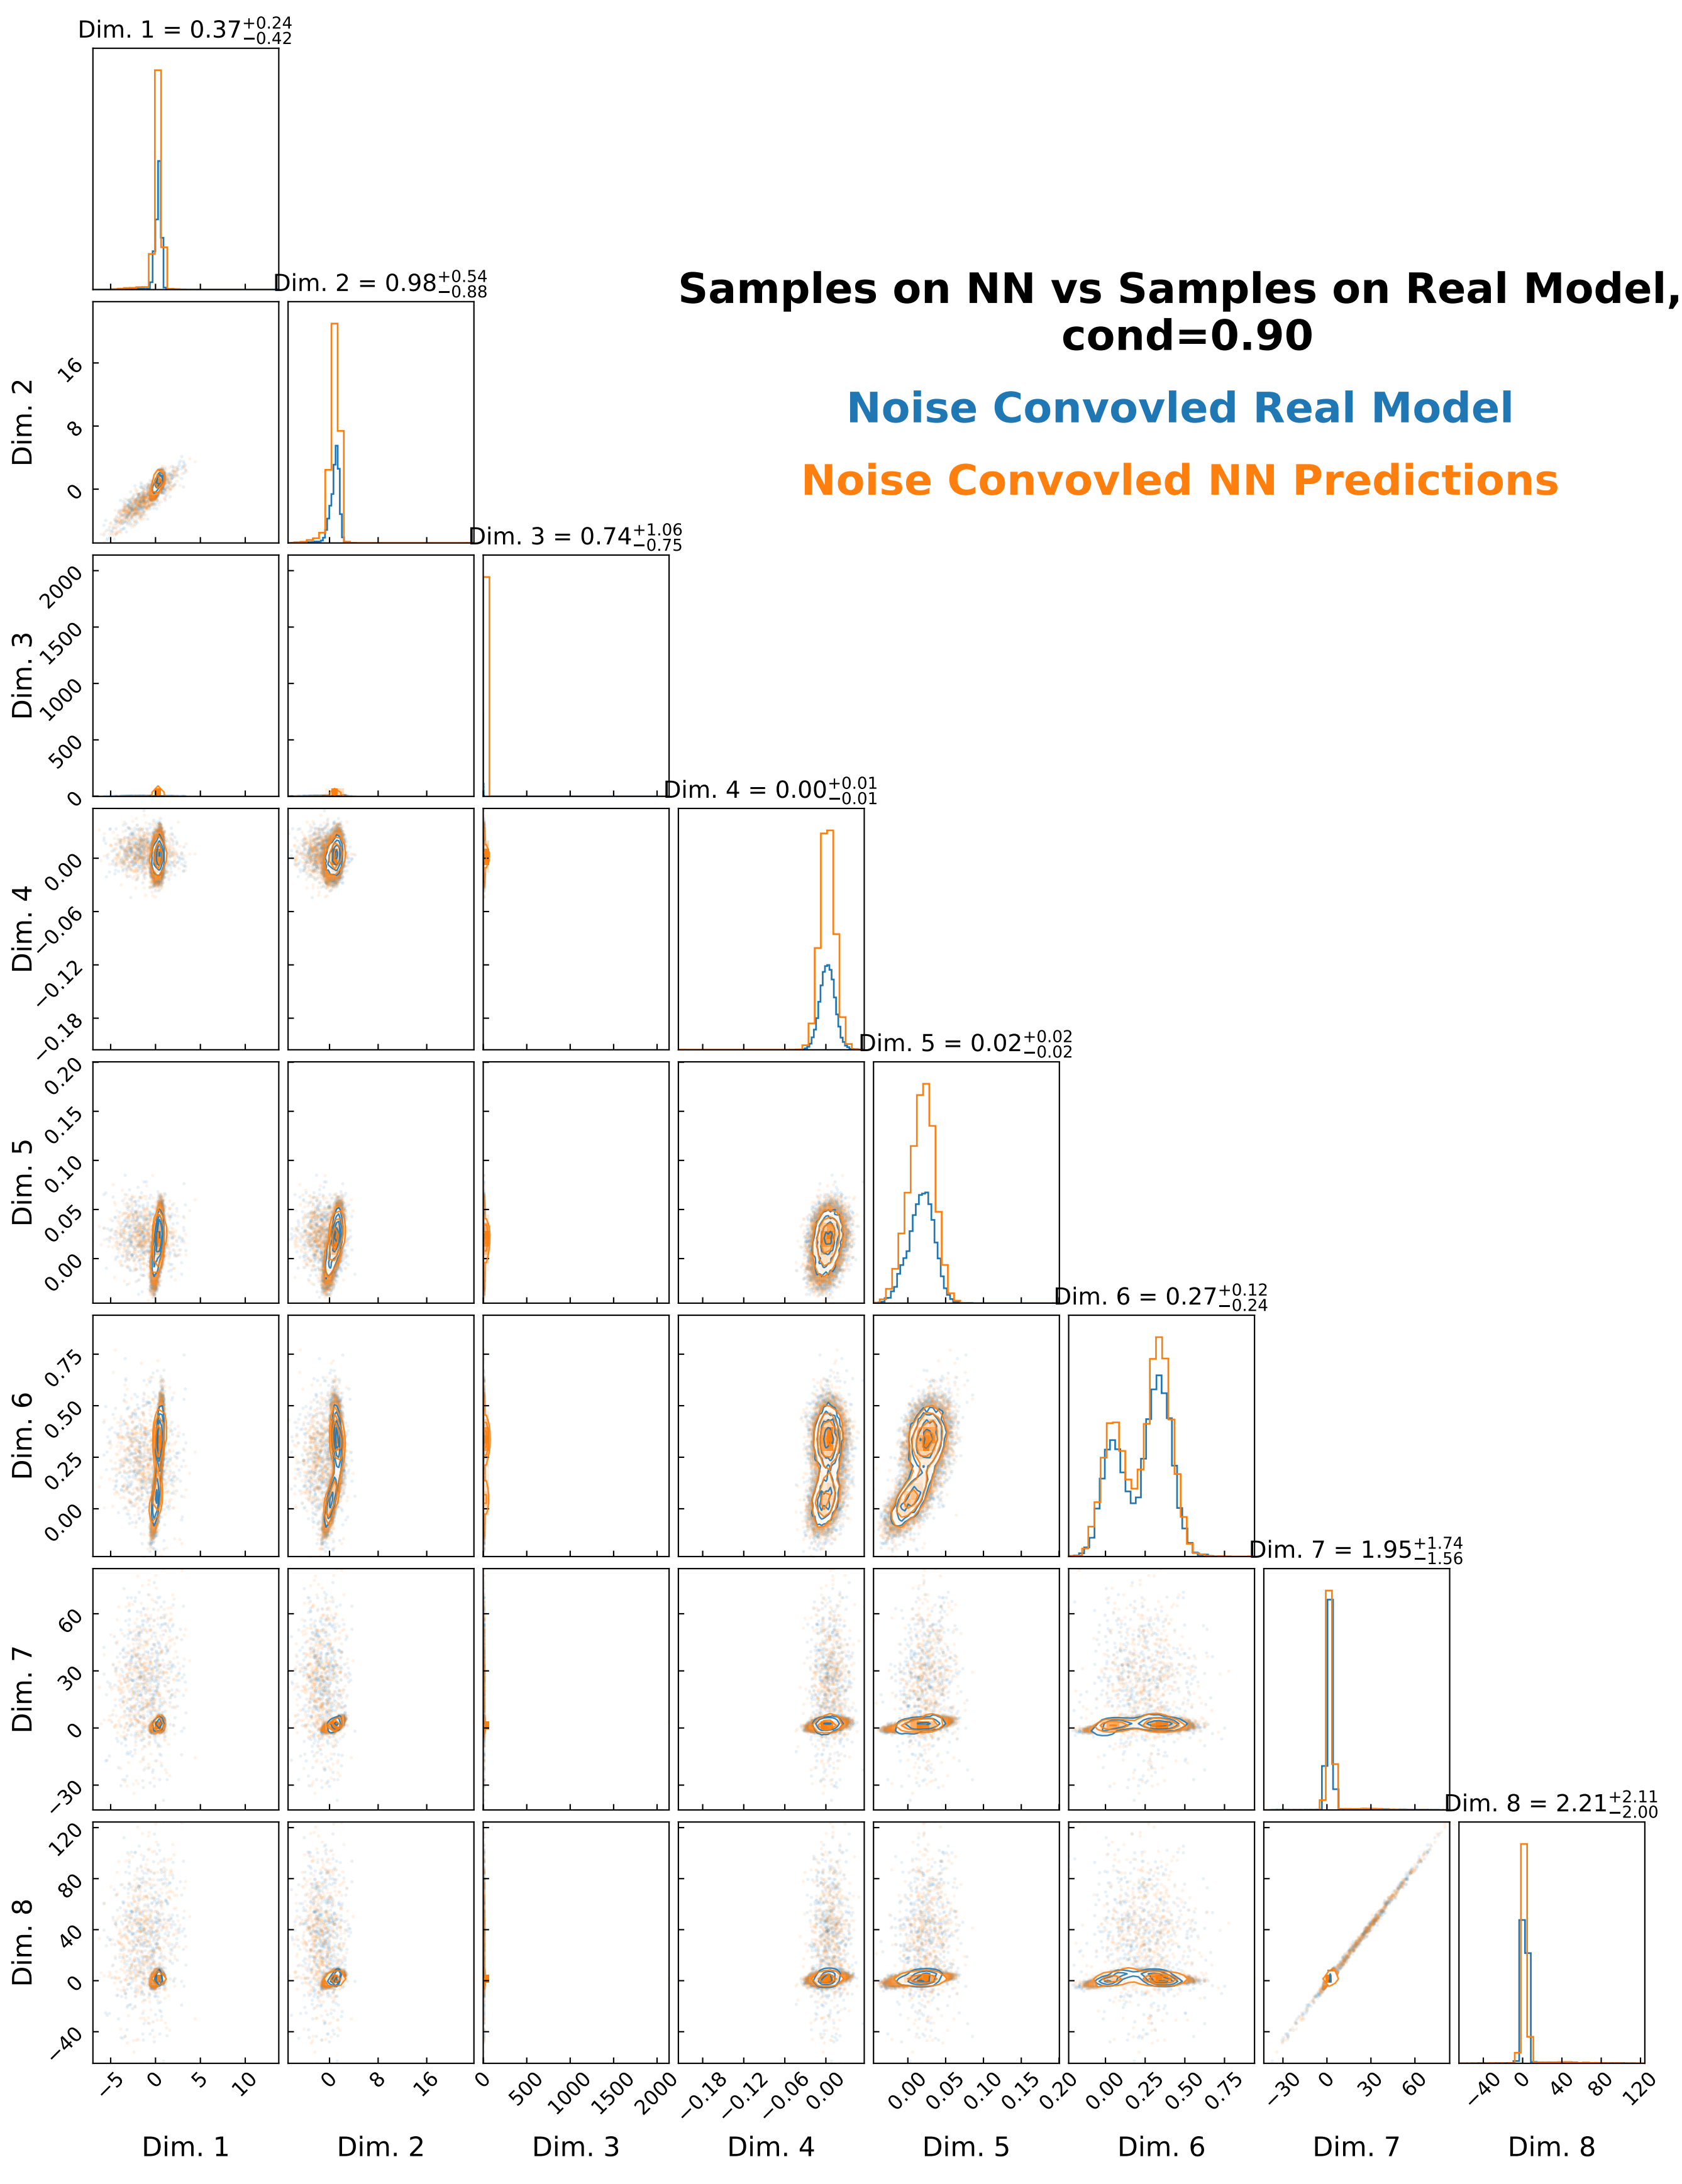 Dim. 1 = 0.37+0.24 −0.42
Dim. 2 = 0.98+0.54 −0.88
Samples on NN vs Samples on Real Model,
cond=0.90
Noise Convovled Real Model
Noise Convovled NN Predictions
Dim. 2
16
8
0
Dim. 3 = 0.74+1.06 −0.75
Dim. 3
2000
1500
1000
500
0
Dim. 4 = 0.00+0.01 −0.01
Dim. 4
0.00
−0.06
−0.12
−0.18
Dim. 5 = 0.02+0.02 −0.02
Dim. 5
0.20
0.15
0.10
0.05
0.00
Dim. 6 = 0.27+0.12 −0.24
Dim. 6
0.75
0.50
0.25
0.00
Dim. 7 = 1.95+1.74 −1.56
Dim. 7
60
30
0
−30
Dim. 8 = 2.21+2.11 −2.00
Dim. 8
120
80
40
0
−40
−5 0 5 10 0 8 16 0 500 1000 1500 2000 −0.18 −0.12 −0.06 0.00 0.00 0.05 0.10 0.15 0.20 0.00 0.25 0.50 0.75 −30 0 30 60 −40 0 40 80 120
Dim. 1 Dim. 2 Dim. 3 Dim. 4 Dim. 5 Dim. 6 Dim. 7 Dim. 8